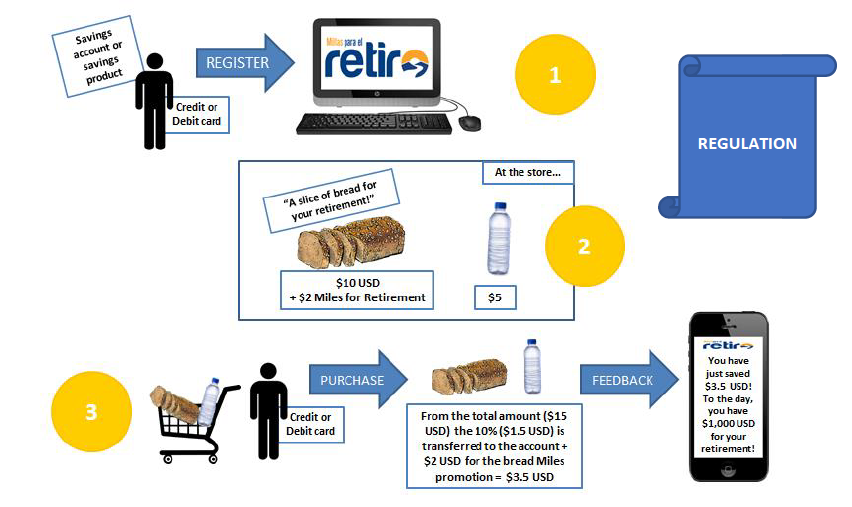 Savings
account or
savings
product
REGISTER
Credit or
Debit card
Millas para el
retiro
1
REGULATION
At the store...
"A slice of bread for
your retirement!"
$10 USD
+ $2 Miles for Retirement
$5
2
3
Credit or
Debit card
PURCHASE
From the total amount ($15
USD) the 10% ($1.5 USD) is
transferred to the account +
$2 USD for the bread Miles
promotion = $3.5 USD
FEEDBACK
retiro
You have
just saved
$3.5 USD!
To the day,
you have
$1,000 USD
for your
retirement!